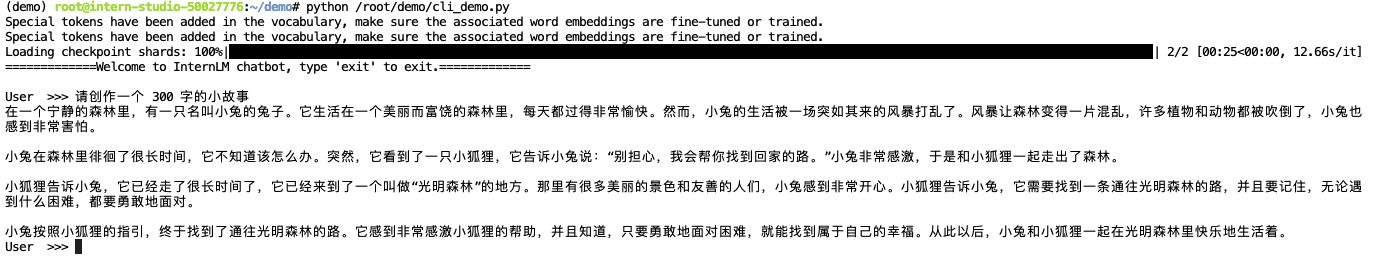 (demo) root@intern-studio-50027776:~/demo# python /root/demo/cli_demo.py
Special tokens have been added in the vocabulary, make sure the associated word embeddings are fine-tuned or trained.
Special tokens have been added in the vocabulary, make sure the associated word embeddings are fine-tuned or trained.
Loading checkpoint shards: 100%| | 2/2 [00:25<00:00, 12.66s/it]
=============Welcome to InternLM chatbot, type 'exit' to exit.=============
User >>> 请创作一个 300 字的小故事
在一个宁静的森林里，有一只名叫小兔的兔子。它生活在一个美丽而富饶的森林里，每天都过得非常愉快。然而，小兔的生活被一场突如其来的风暴打乱了。风暴让森林变得一片混乱，许多植物和动物都被吹倒了，小兔也
感到非常害怕。
小兔在森林里徘徊了很长时间，它不知道该怎么办。突然，它看到了一只小狐狸，它告诉小兔说：“别担心，我会帮你找到回家的路。”小兔非常感激，于是和小狐狸一起走出了森林。
小狐狸告诉小兔，它已经走了很长时间了，它已经来到了一个叫做“光明森林”的地方。那里有很多美丽的景色和友善的人们，小兔感到非常开心。小狐狸告诉小兔，它需要找到一条通往光明森林的路，并且要记住，无论遇
到什么困难，都要勇敢地面对。
小兔按照小狐狸的指引，终于找到了通往光明森林的路。它感到非常感激小狐狸的帮助，并且知道，只要勇敢地面对困难，就能找到属于自己的幸福。从此以后，小兔和小狐狸一起在光明森林里快乐地生活着。
User >>>